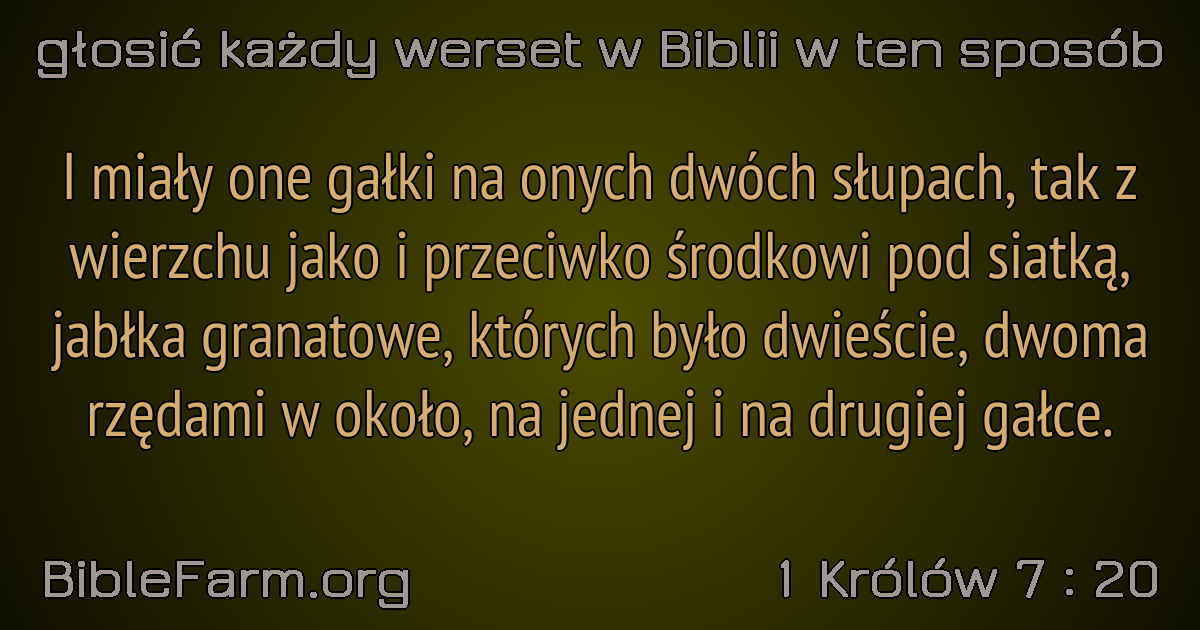 głosić każdy werset w Biblii w ten sposób
I miały one gałki na onych dwóch słupach, tak z
wierzchu jako i przeciwko środkowi pod siatką,
jabłka granatowe, których było dwieście, dwoma
rzędami w około, na jednej i na drugiej gałce.
BibleFarm.org
1 Królów 7 : 20